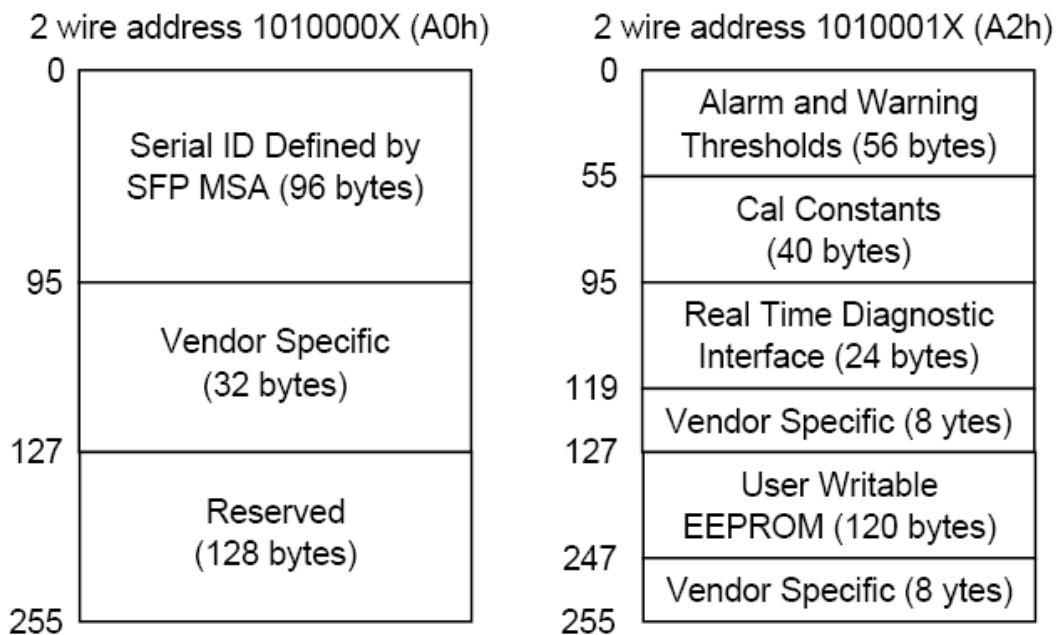 2 wire address 1010000X (A0h)
0
Serial ID Defined by
SFP MSA (96 bytes)
95
Vendor Specific
(32 bytes)
127
Reserved
(128 bytes)
255
2 wire address 1010001X (A2h)
0
Alarm and Warning
Thresholds (56 bytes)
55
Cal Constants
(40 bytes)
95
Real Time Diagnostic
Interface (24 bytes)
119
Vendor Specific (8 ytes)
127
User Writable
EEPROM (120 bytes)
247
Vendor Specific (8 ytes)
255